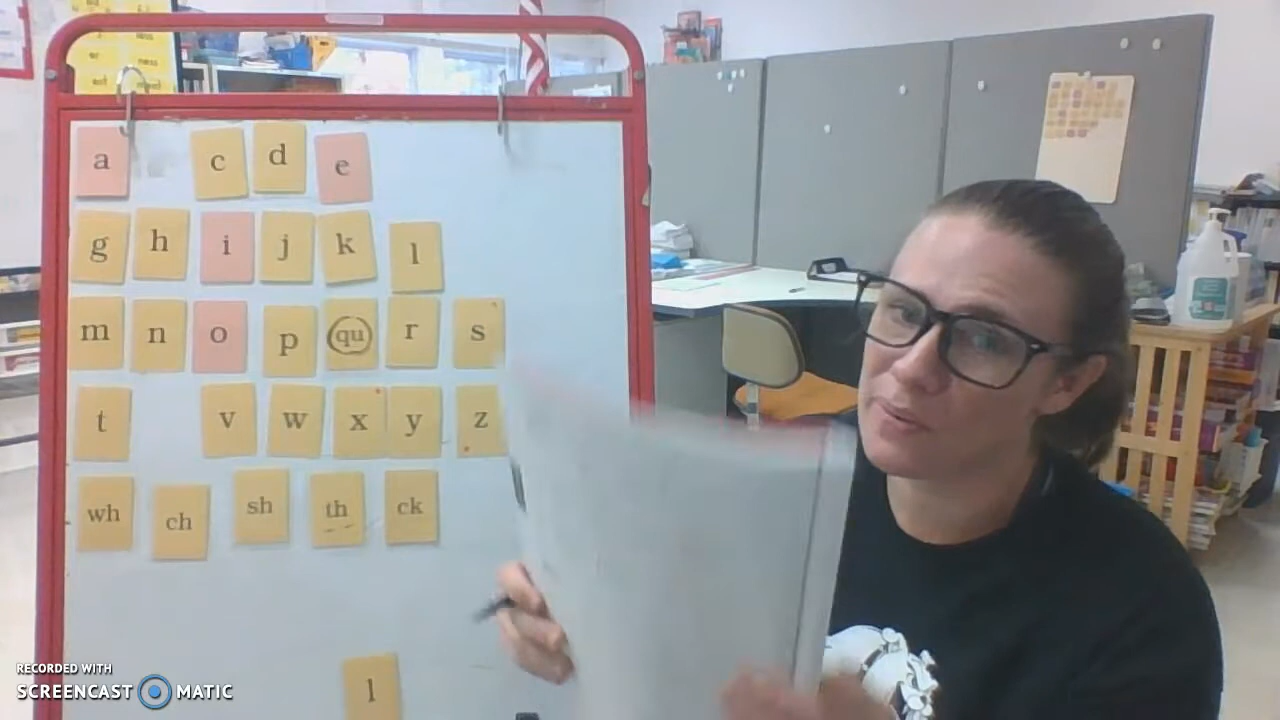 a c d e
g h i j k l
m n o p qu r s
t v w x y z
wh ch sh th ck
l
RECORDED WITH
SCREENCAST MATIC